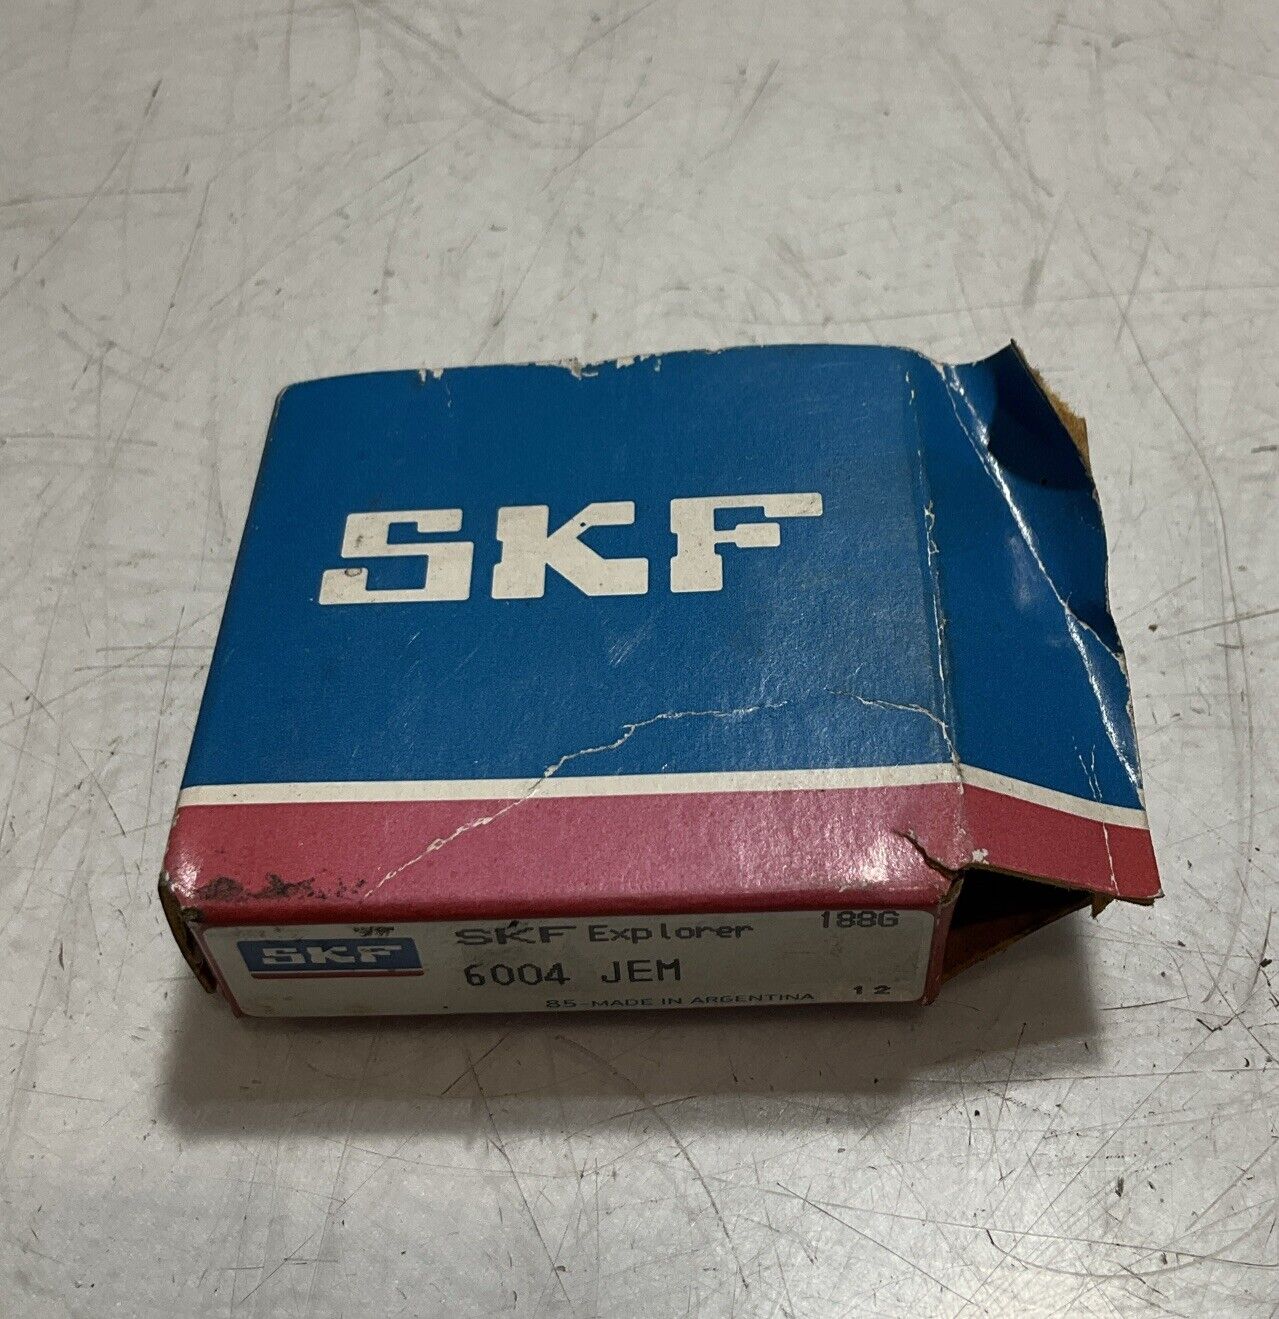 SKF
SKF SKF Explorer 188G
6004 JEM
85-MADE IN ARGENTINA 12